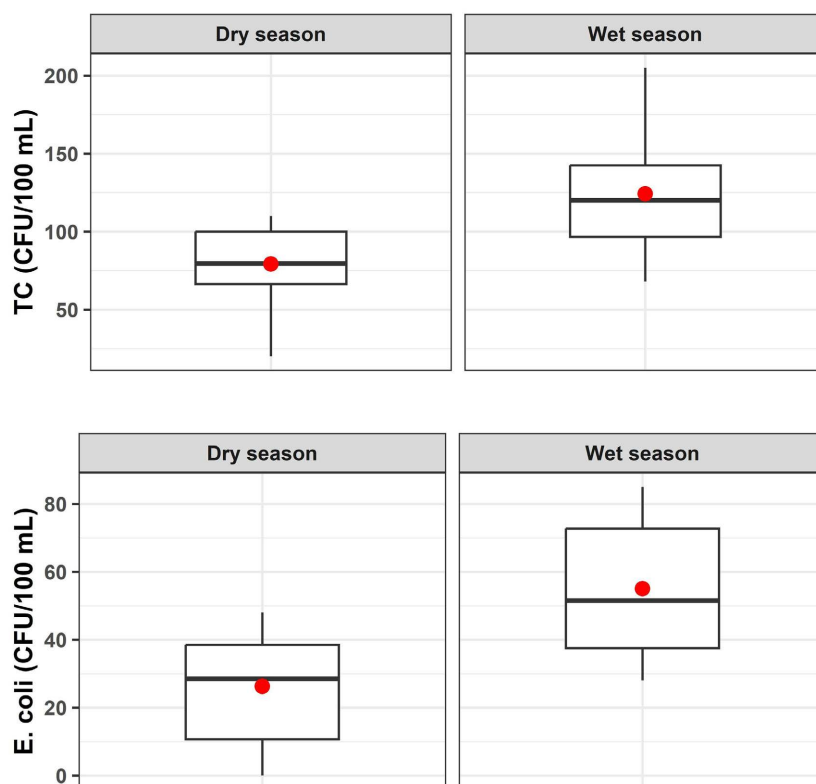 Dry season
Wet season
TC (CFU/100 mL)
200
150
100
50
Dry season
Wet season
E. coli (CFU/100 mL)
80
60
40
20
0